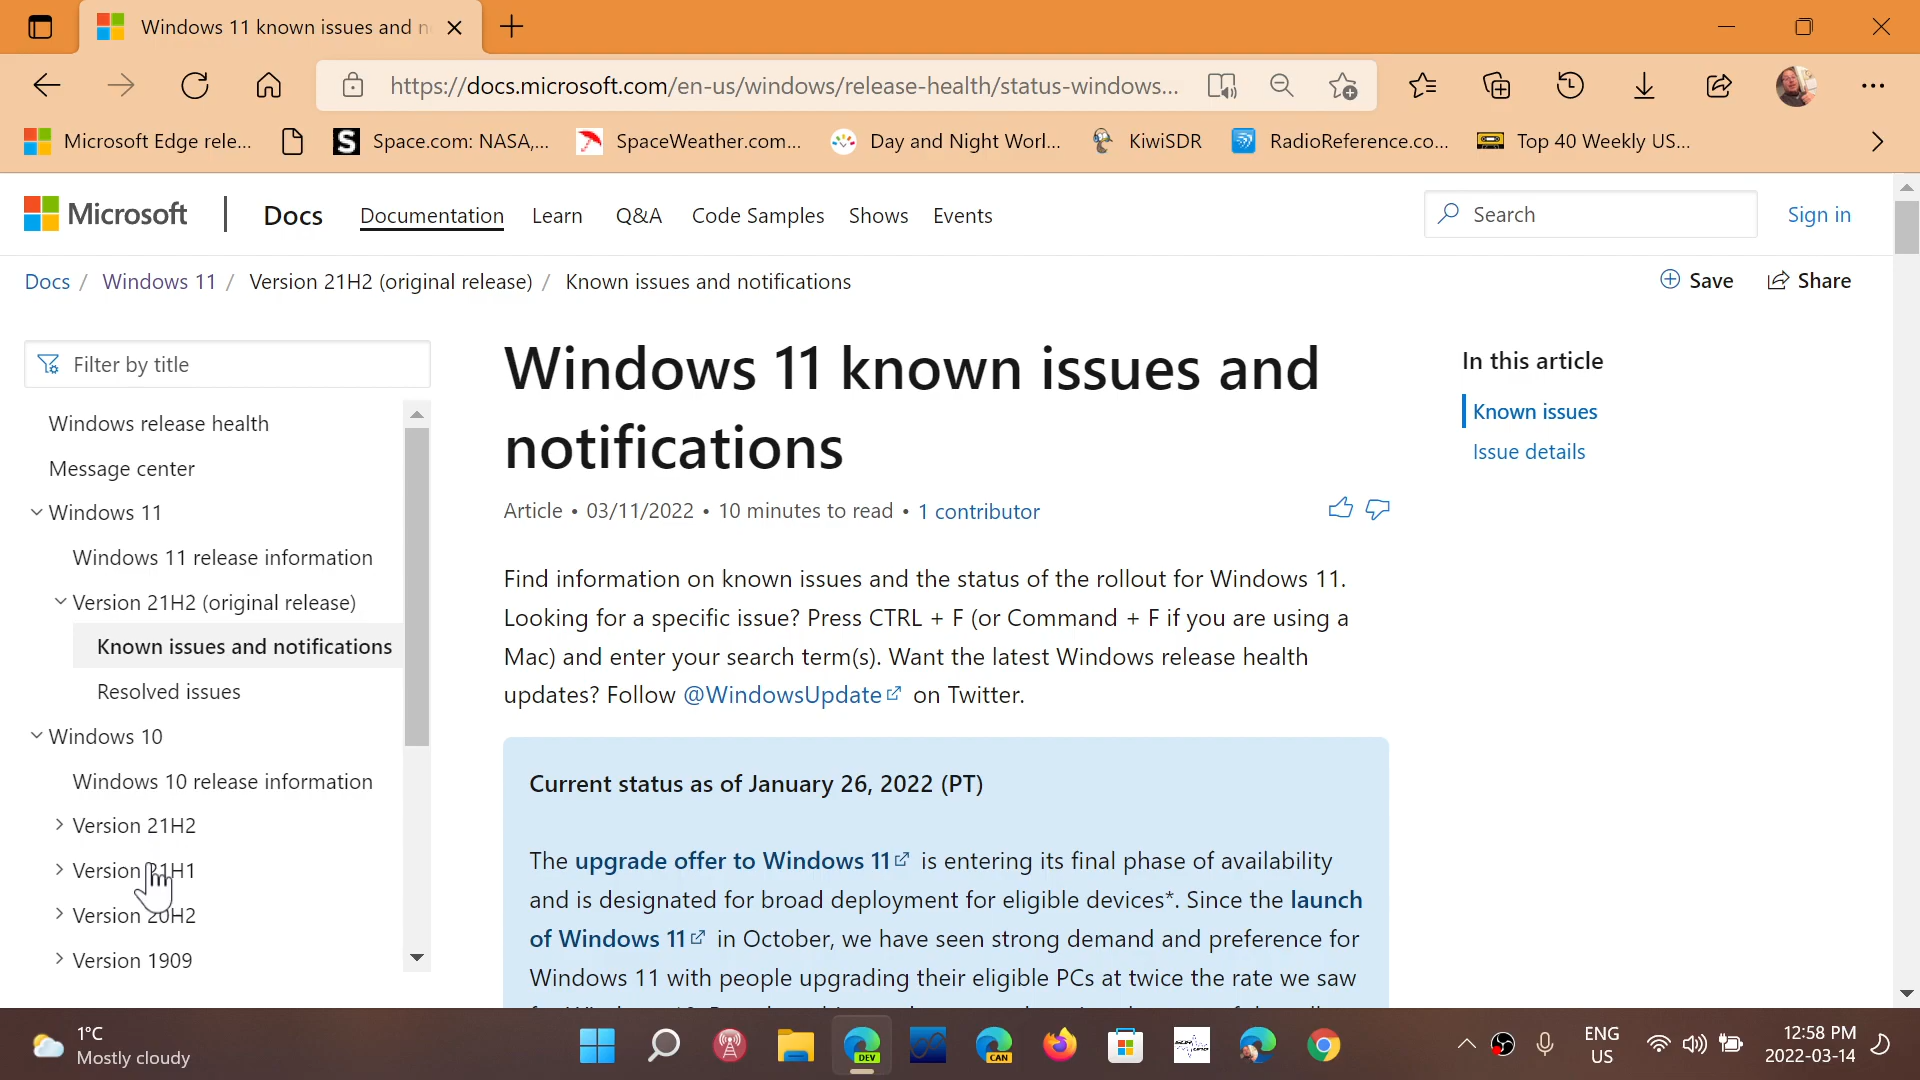 Windows 11 known issues and n
https://docs.microsoft.com/en-us/windows/release-health/status-windows...
Microsoft Edge rele...
Space.com: NASA,...
SpaceWeather.com...
Day and Night Worl...
KiwiSDR
RadioReference.co...
Top 40 Weekly US...
Microsoft
Docs
Documentation
Learn
Q&A
Code Samples
Shows
Events
Search
Sign in
Docs / Windows 11 / Version 21H2 (original release) / Known issues and notifications
Save
Share
Filter by title
Windows release health
Message center
Windows 11
Windows 11 release information
Version 21H2 (original release)
Known issues and notifications
Resolved issues
Windows 10
Windows 10 release information
Version 21H2
Version 21H1
Version 20H2
Version 1909
Windows 11 known issues and
notifications
Article • 03/11/2022 • 10 minutes to read • 1 contributor
Find information on known issues and the status of the rollout for Windows 11.
Looking for a specific issue? Press CTRL + F (or Command + F if you are using a
Mac) and enter your search term(s). Want the latest Windows release health
updates? Follow @WindowsUpdate on Twitter.
Current status as of January 26, 2022 (PT)
The upgrade offer to Windows 11 is entering its final phase of availability
and is designated for broad deployment for eligible devices*. Since the launch
of Windows 11 in October, we have seen strong demand and preference for
Windows 11 with people upgrading their eligible PCs at twice the rate we saw
In this article
Known issues
Issue details
1°C
Mostly cloudy
DEV
CAN
ENG
US
12:58 PM
2022-03-14